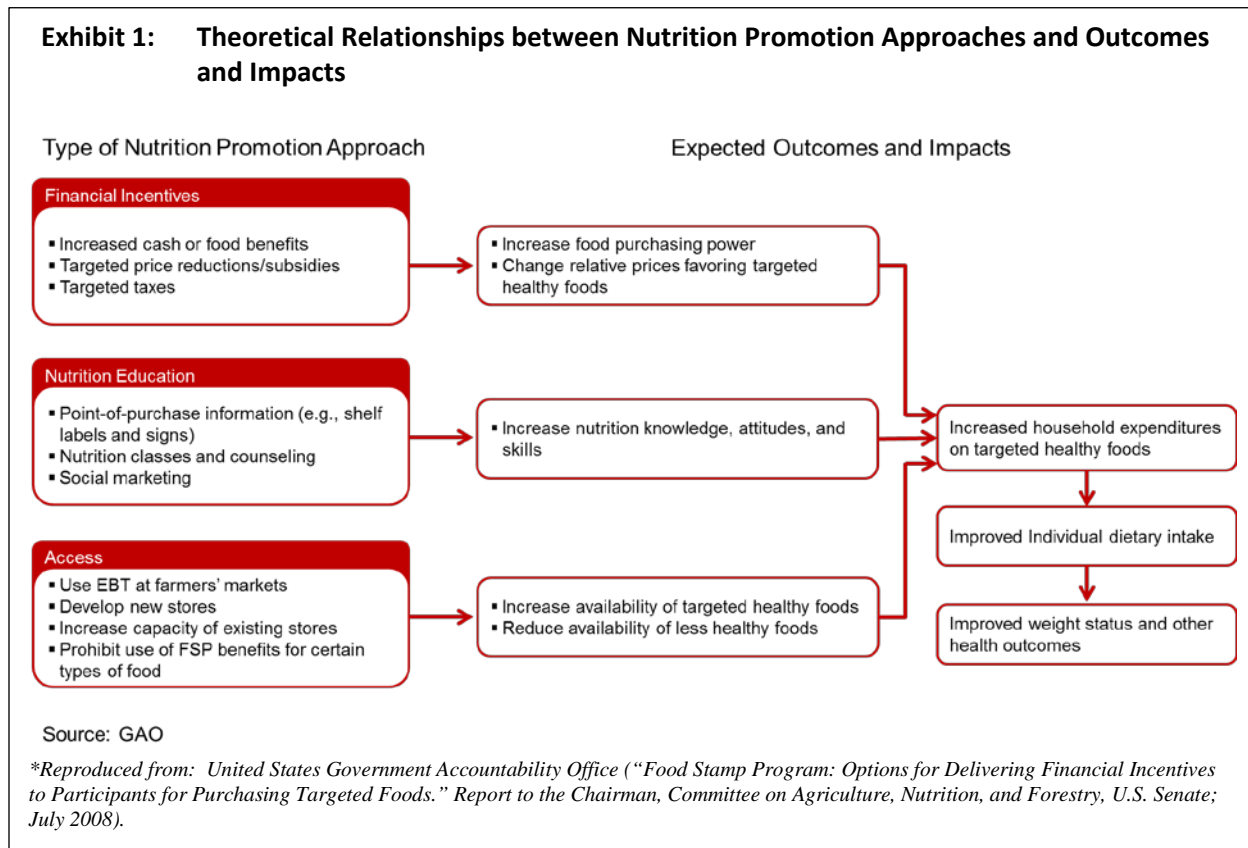 Exhibit 1: Theoretical Relationships between Nutrition Promotion Approaches and Outcomes
and Impacts
Type of Nutrition Promotion Approach
Expected Outcomes and Impacts
Financial Incentives
▪ Increased cash or food benefits
▪ Targeted price reductions/subsidies
▪ Targeted taxes
▪ Increase food purchasing power
▪ Change relative prices favoring targeted
healthy foods
Nutrition Education
▪ Point-of-purchase information (e.g., shelf
labels and signs)
▪ Nutrition classes and counseling
▪ Social marketing
▪ Increase nutrition knowledge, attitudes, and
skills
Access
▪ Use EBT at farmers' markets
▪ Develop new stores
▪ Increase capacity of existing stores
▪ Prohibit use of FSP benefits for certain
types of food
▪ Increase availability of targeted healthy foods
▪ Reduce availability of less healthy foods
Increased household expenditures
on targeted healthy foods
Improved Individual dietary intake
Improved weight status and other
health outcomes
Source: GAO
*Reproduced from: United States Government Accountability Office (“Food Stamp Program: Options for Delivering Financial Incentives
to Participants for Purchasing Targeted Foods.” Report to the Chairman, Committee on Agriculture, Nutrition, and Forestry, U.S. Senate;
July 2008).